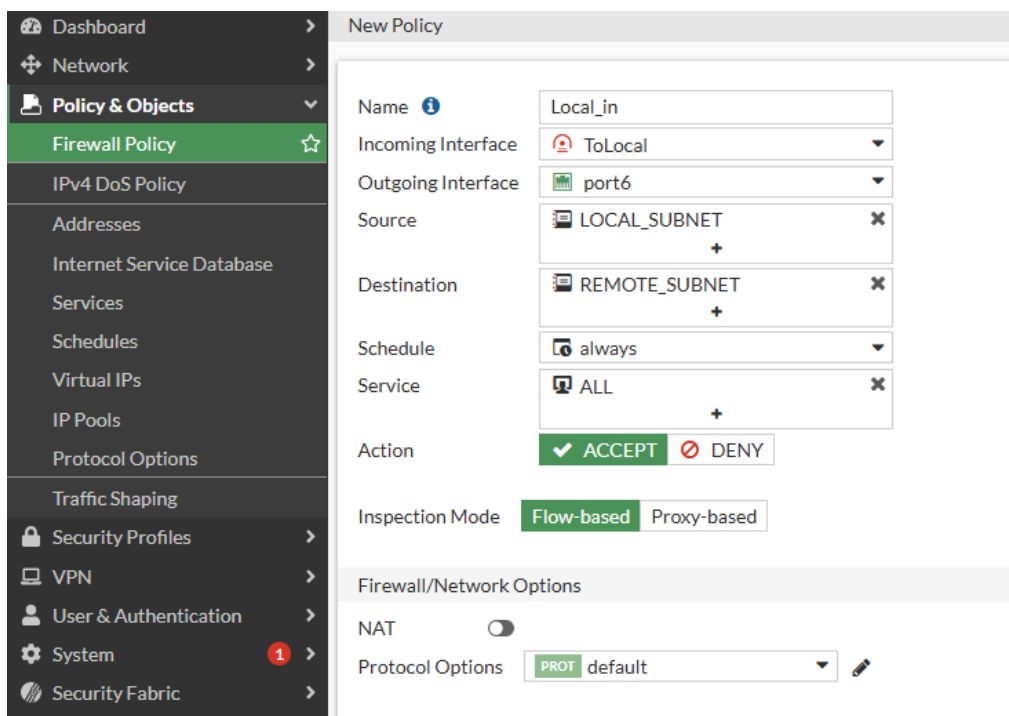 Dashboard
Network
Policy & Objects
Firewall Policy
IPv4 DoS Policy
Addresses
Internet Service Database
Services
Schedules
Virtual IPs
IP Pools
Protocol Options
Traffic Shaping
Security Profiles
VPN
User & Authentication
System 1
Security Fabric
New Policy
Name Local_in
Incoming Interface ToLocal
Outgoing Interface port6
Source LOCAL_SUBNET
+
Destination REMOTE_SUBNET
+
Schedule always
Service ALL
+
Action ACCEPT DENY
Inspection Mode Flow-based Proxy-based
Firewall/Network Options
NAT
Protocol Options PROT default